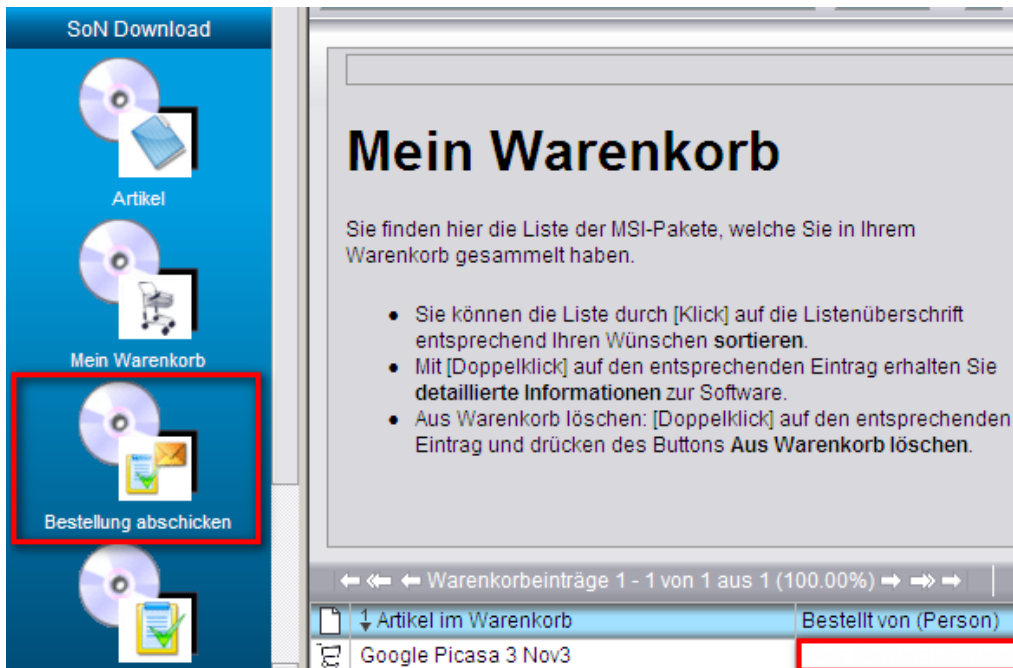 SoN Download
Artikel
Mein Warenkorb
Bestellung abschicken
Mein Warenkorb
Sie finden hier die Liste der MSI-Pakete, welche Sie in Ihrem
Warenkorb gesammelt haben.
● Sie können die Liste durch [Klick] auf die Listenüberschrift
entsprechend Ihren Wünschen sortieren.
● Mit [Doppelklick] auf den entsprechenden Eintrag erhalten Sie
detaillierte Informationen zur Software.
● Aus Warenkorb löschen: [Doppelklick] auf den entsprechenden
Eintrag und drücken des Buttons Aus Warenkorb löschen.
Warenkorbeinträge 1 - 1 von 1 aus 1 (100.00%)
1 Artikel im Warenkorb Bestellt von (Person)
Google Picasa 3 Nov3